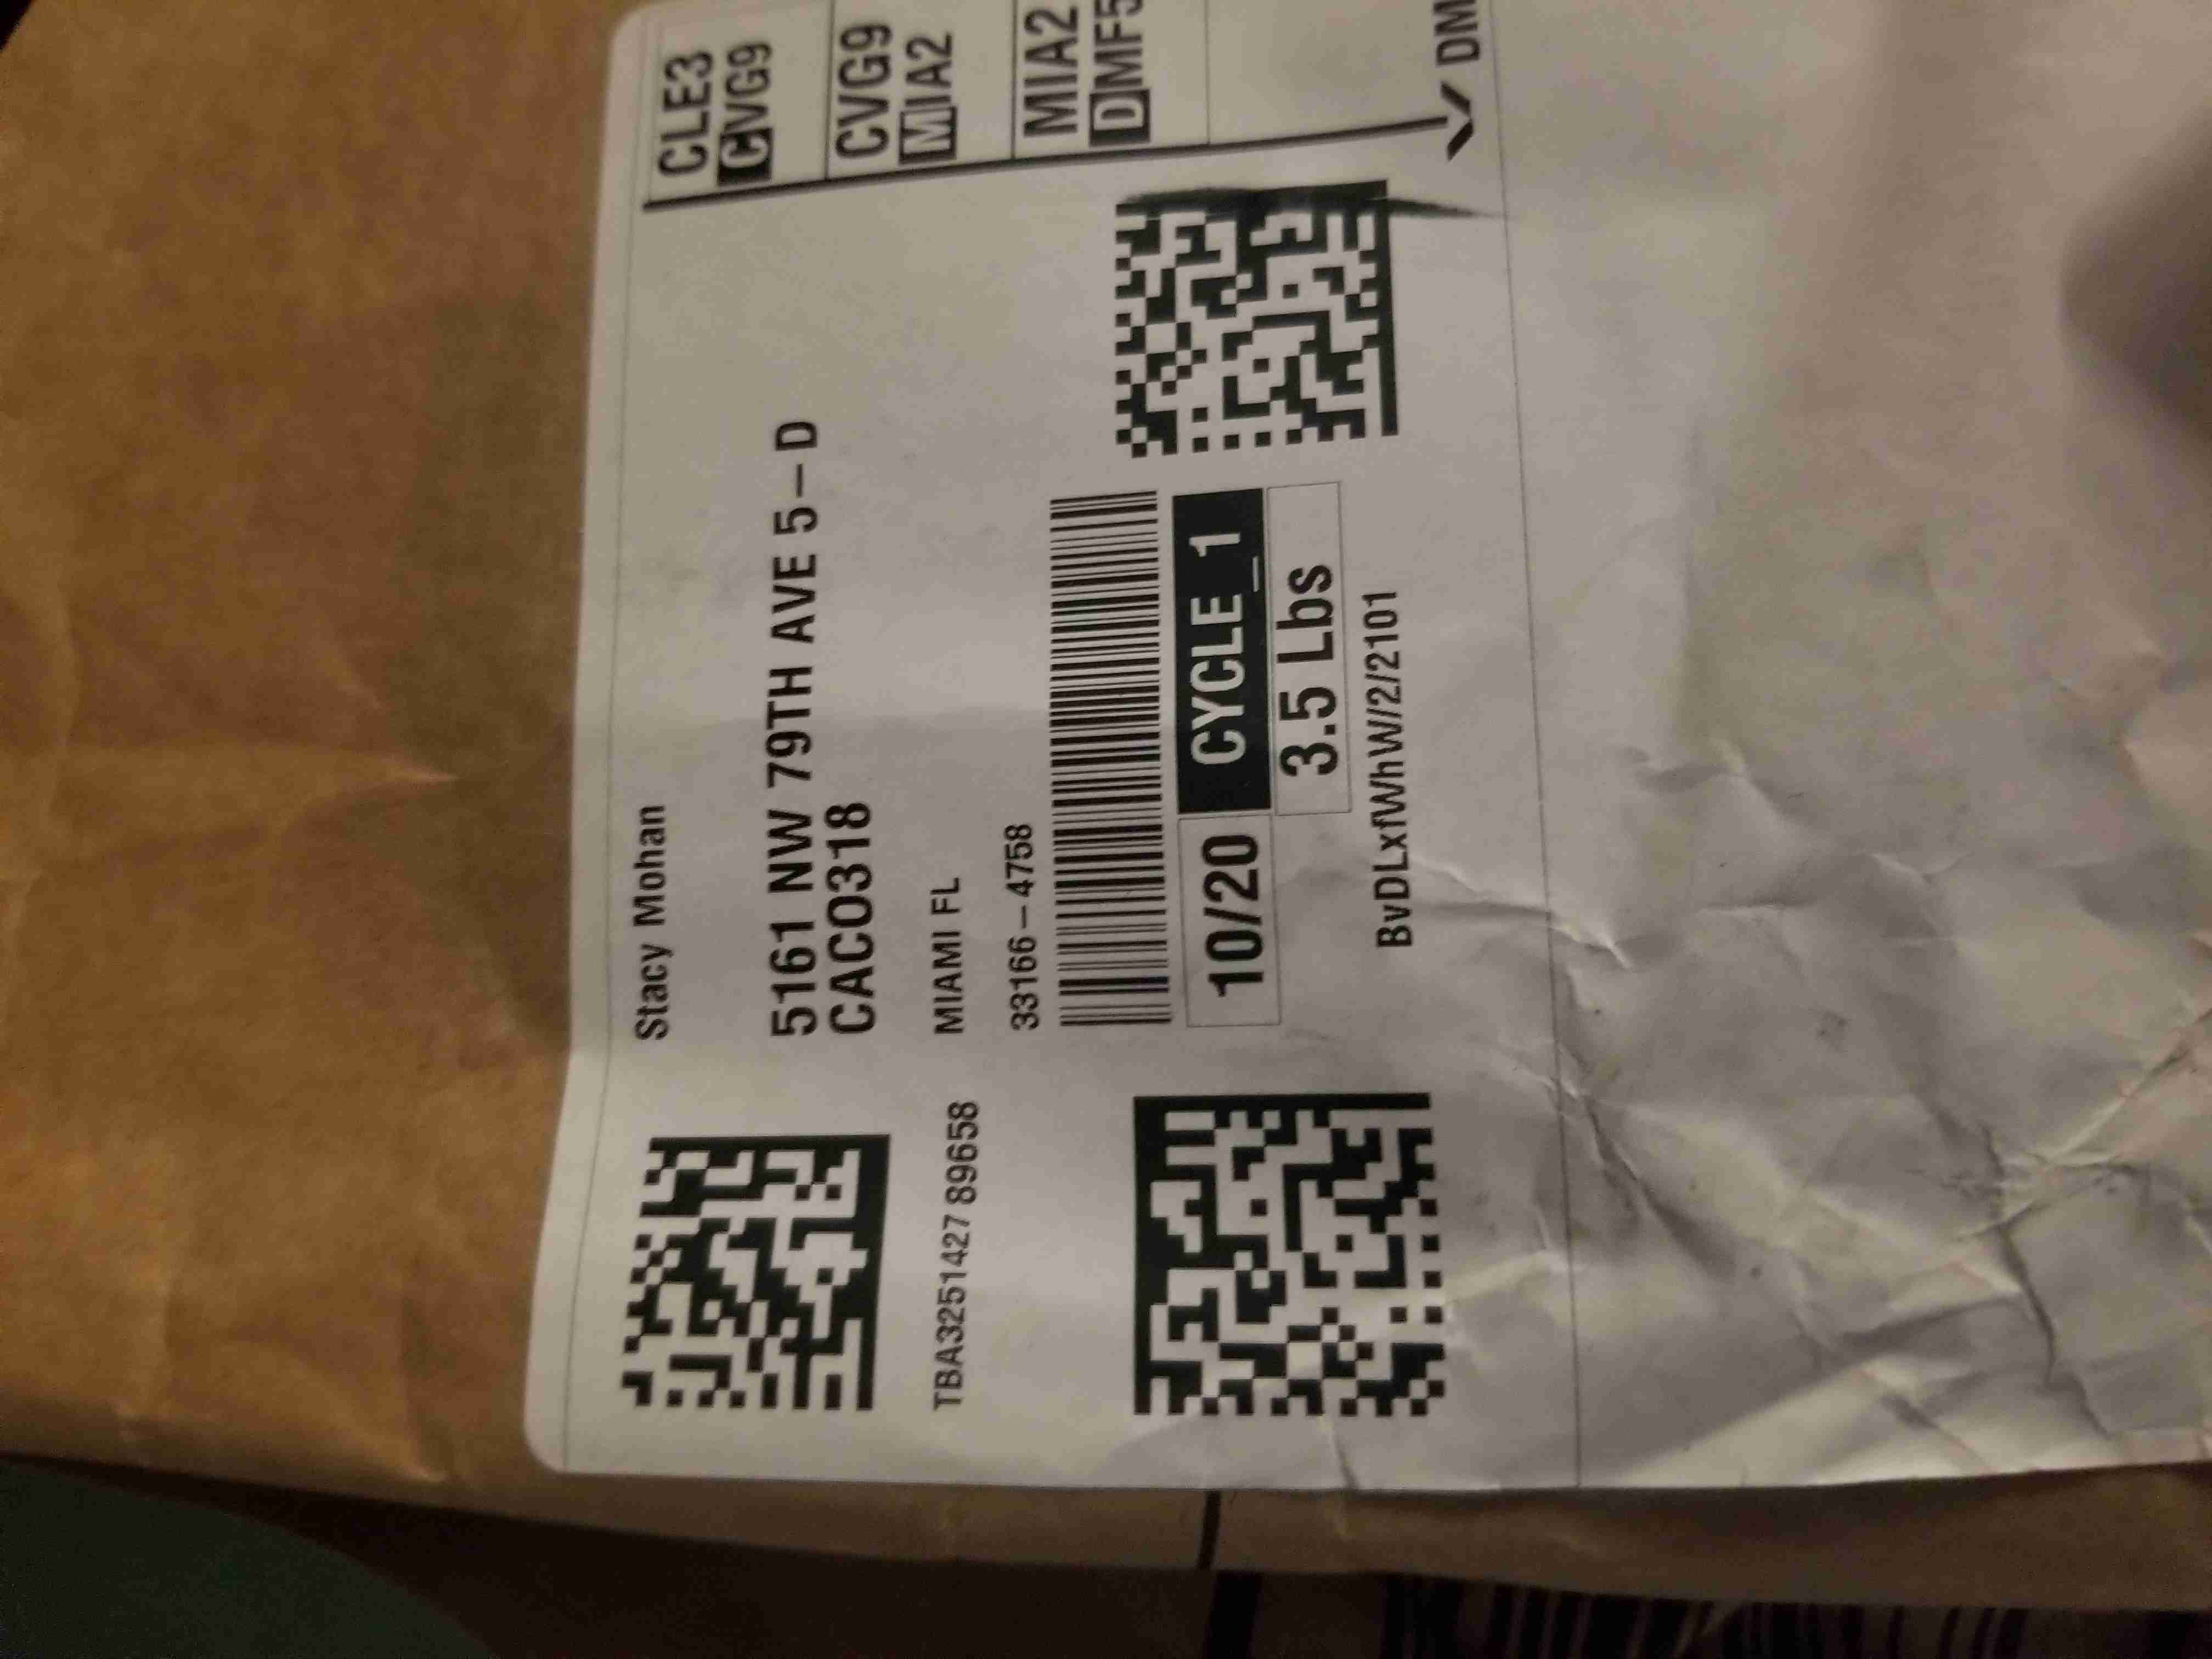 Stacy Mohan
5161 NW 79TH AVE 5-D
CACO318
MIAMI FL
33166-4758
TBA325142789658
10/20
CYCLE_1
3.5 Lbs
BvDLxfWhW/2/2101
CLE3
CVG9
CVG9
MIA2
MIA2
DMF5
DM